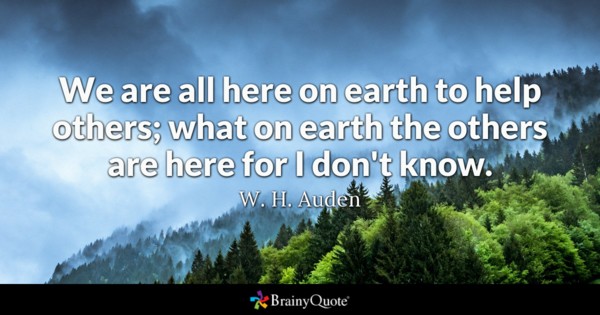 We are all here on earth to help
others; what on earth the others
are here for I don't know.
W. H. Auden
BrainyQuote®